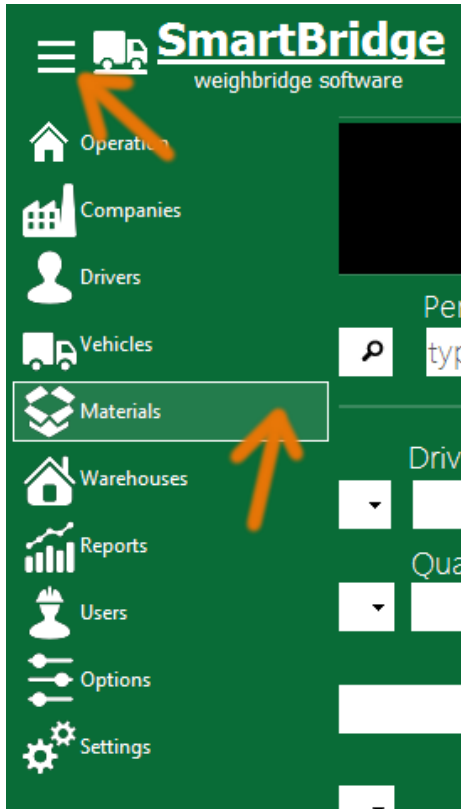 SmartBridge
weighbridge software
Operation
Companies
Drivers
Vehicles
Materials
Warehouses
Reports
Users
Options
Settings